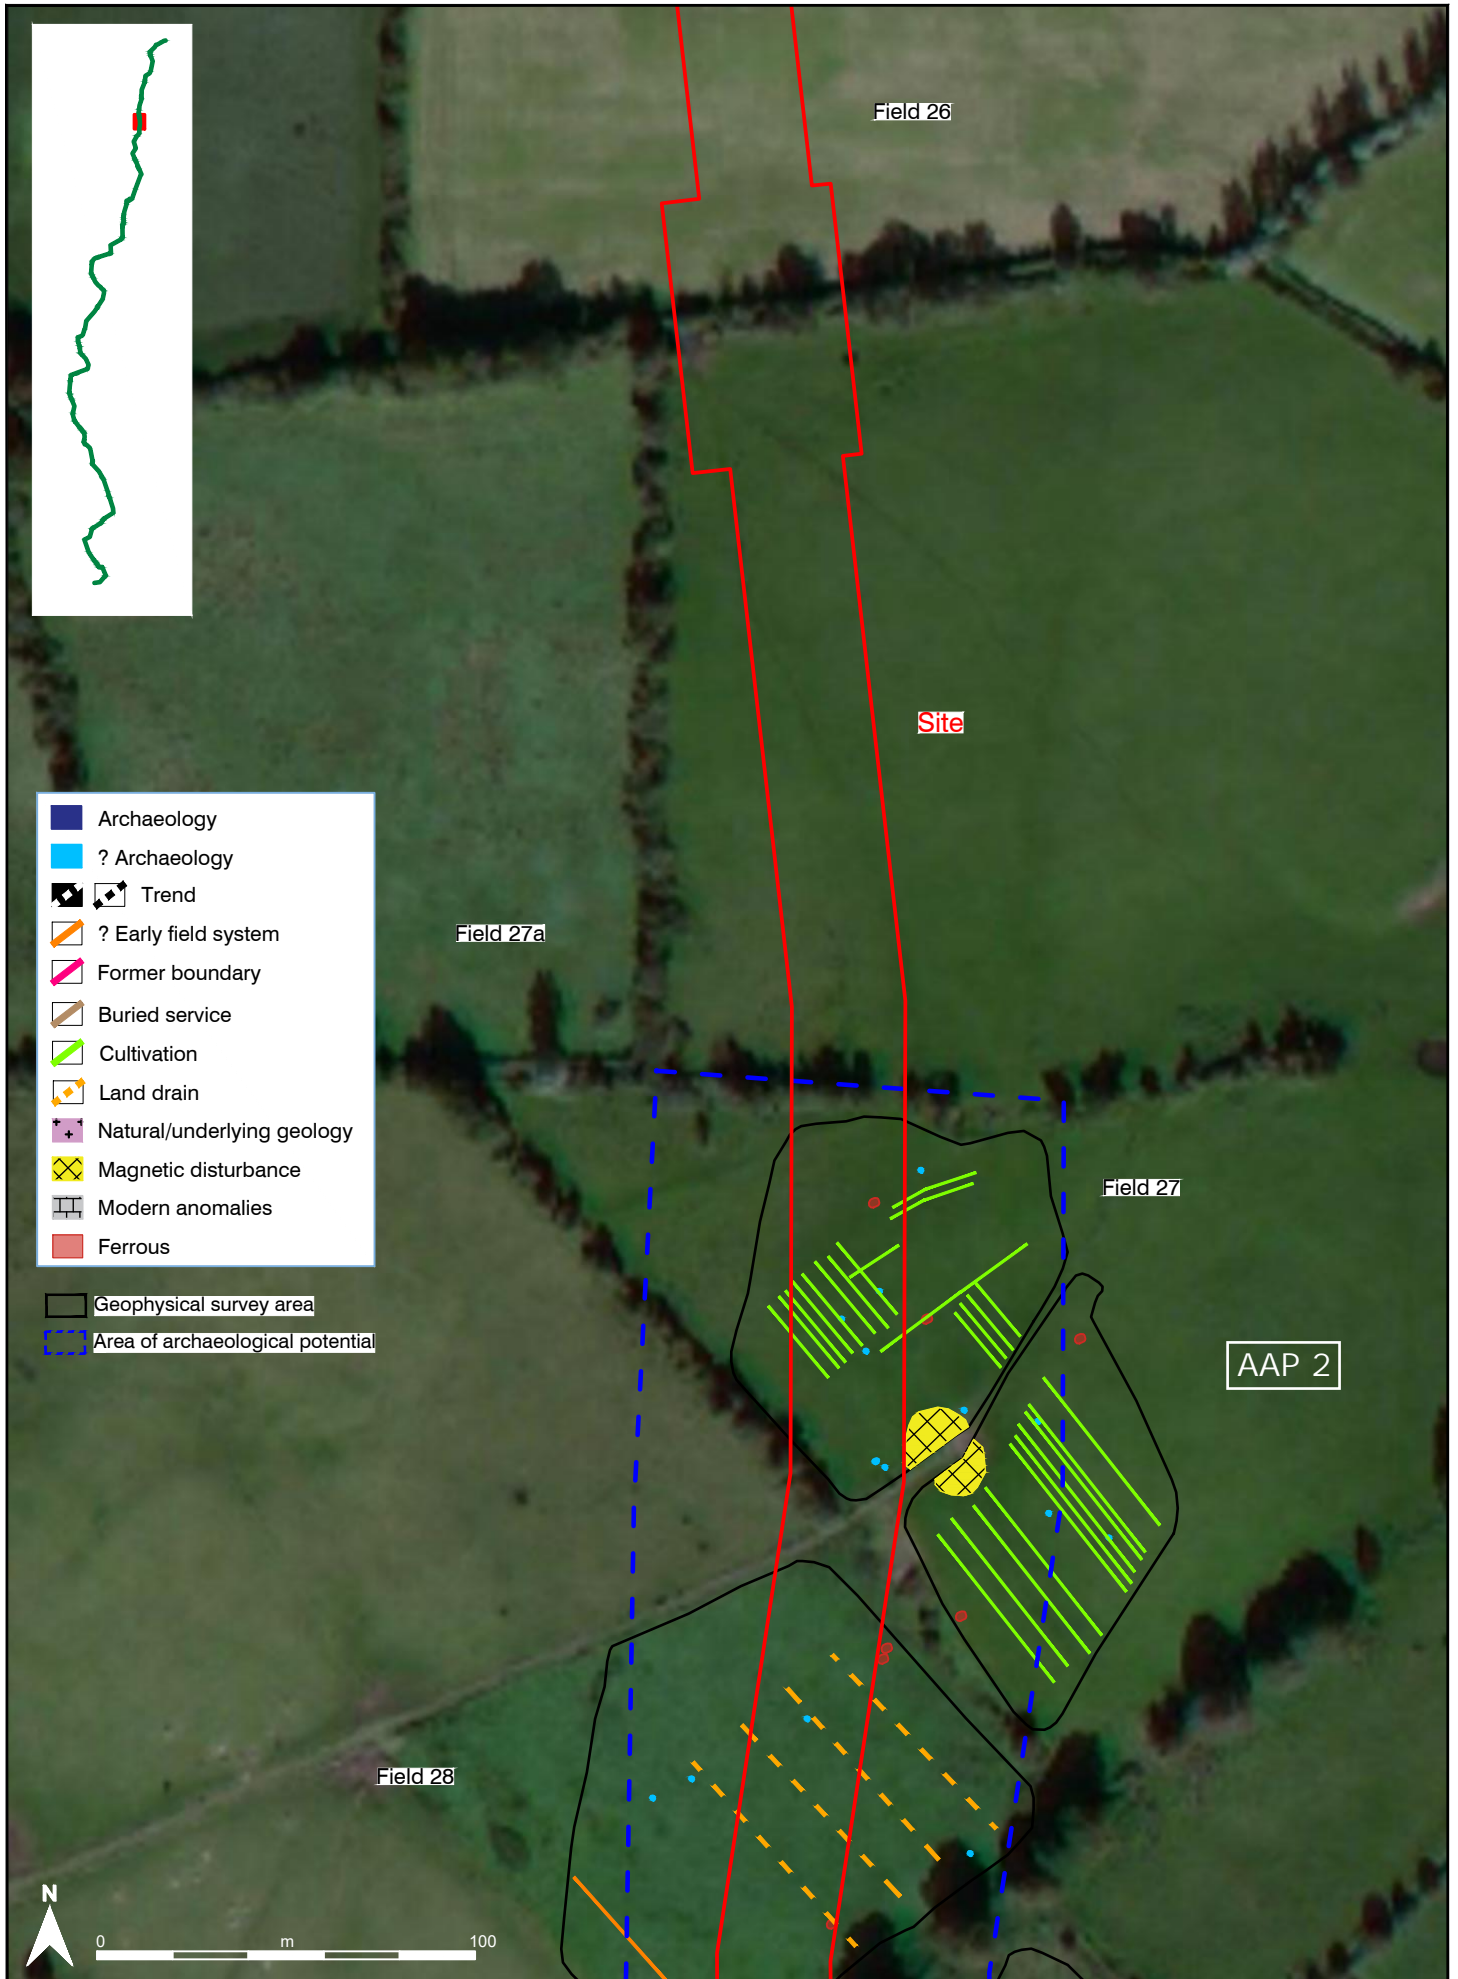 Field 26
Site
Archaeology
? Archaeology
Trend
? Early field system
Former boundary
Buried service
Cultivation
Land drain
Natural/underlying geology
Magnetic disturbance
Modern anomalies
Ferrous
Geophysical survey area
Area of archaeological potential
Field 27a
Field 27
AAP 2
Field 28
N
0 m 100